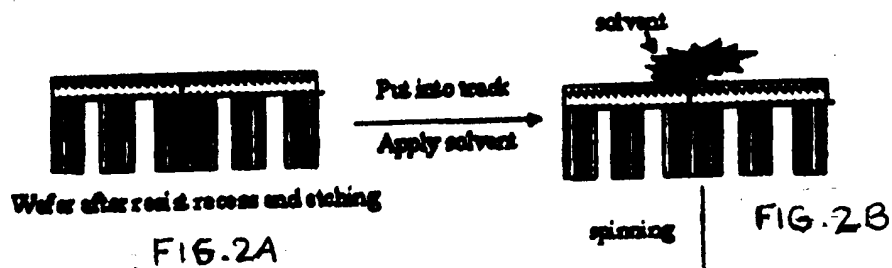 solvent
Put into track
Apply solvent
Wafer after resist recess and etching
FIG.2A
spinning
FIG.2B